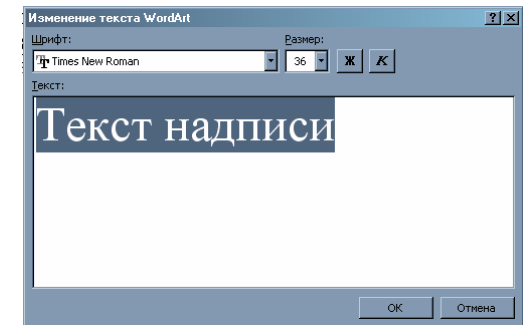 Изменение текста WordArt
Шрифт: Размер:
Times New Roman 36 Ж К
Текст:
Текст надписи
ОК Отмена